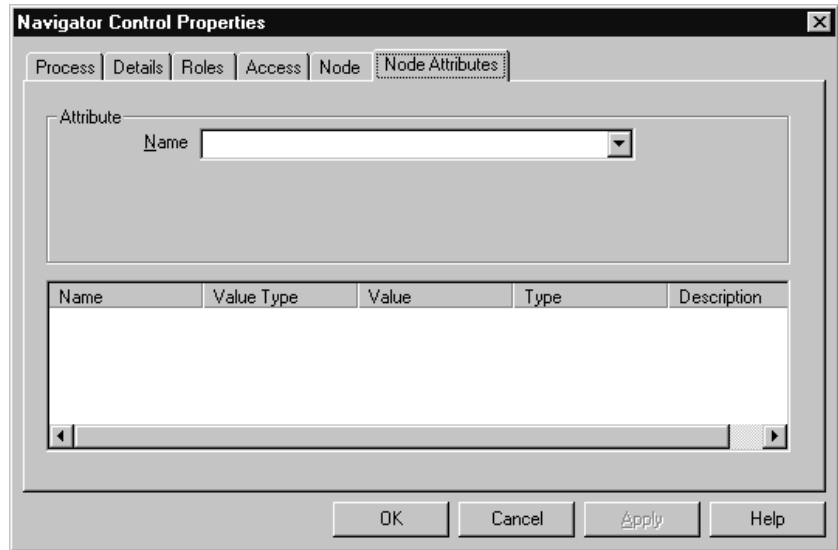 Navigator Control Properties
Process Details Roles Access Node Node Attributes
Attribute
Name
Name Value Type Value Type Description
OK Cancel Apply Help